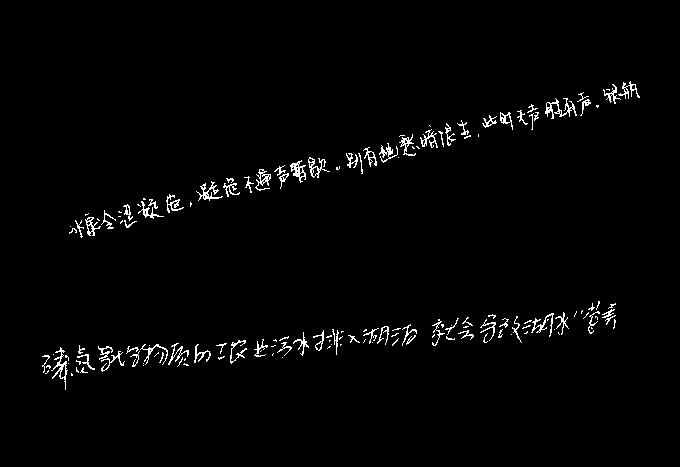 冰泉冷涩弦凝绝,凝绝不通声暂歇。别有幽愁暗恨生,此时无声胜有声。银瓶
磷氮等物质的工农业污水排入湖泊 就会导致湖水“营养